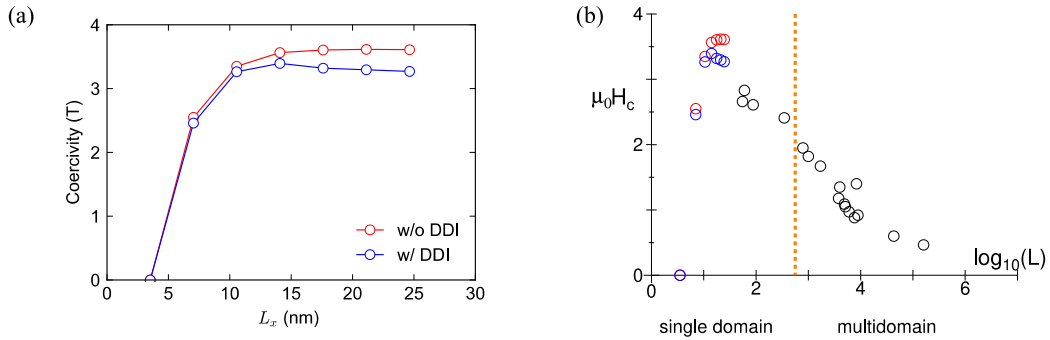 (a)
4
3
2
1
0
Coercivity (T)
w/o DDI
w/ DDI
0 5 10 15 20 25 30
L_x (nm)
(b)
4
2
0
μ₀H_c
log₁₀(L)
0 2 4 6
single domain multidomain